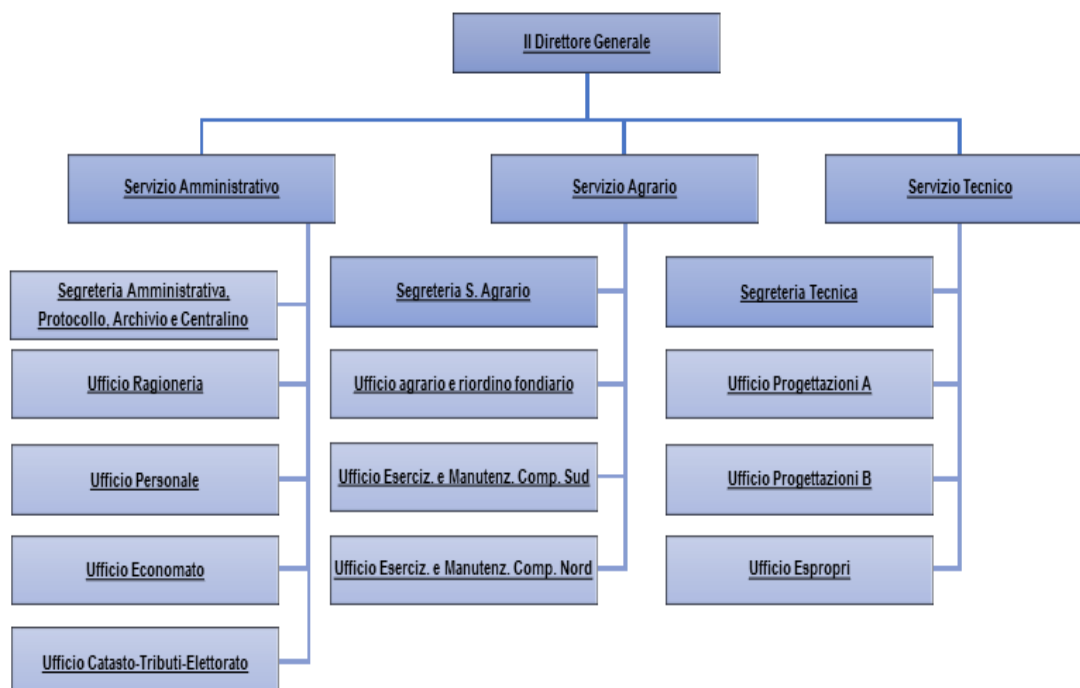 Il Direttore Generale
Servizio Amministrativo
Servizio Agrario
Servizio Tecnico
Segreteria Amministrativa,
Protocollo, Archivio e Centralino
Ufficio Ragioneria
Ufficio Personale
Ufficio Economato
Ufficio Catasto-Tributi-Elettorato
Segreteria S. Agrario
Ufficio agrario e riordino fondiario
Ufficio Eserciz. e Manutenz. Comp. Sud
Ufficio Eserciz. e Manutenz. Comp. Nord
Segreteria Tecnica
Ufficio Progettazioni A
Ufficio Progettazioni B
Ufficio Espropri